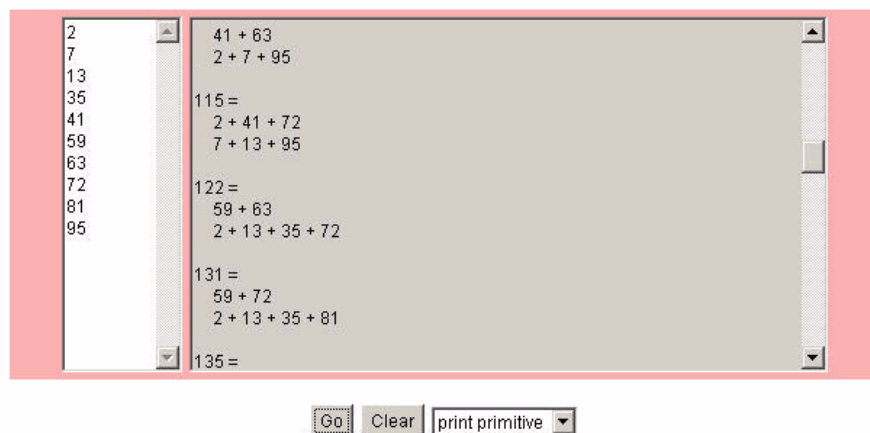 2
7
13
35
41
59
63
72
81
95
41 + 63
2 + 7 + 95
115 =
2 + 41 + 72
7 + 13 + 95
122 =
59 + 63
2 + 13 + 35 + 72
131 =
59 + 72
2 + 13 + 35 + 81
135 =
Go Clear print primitive